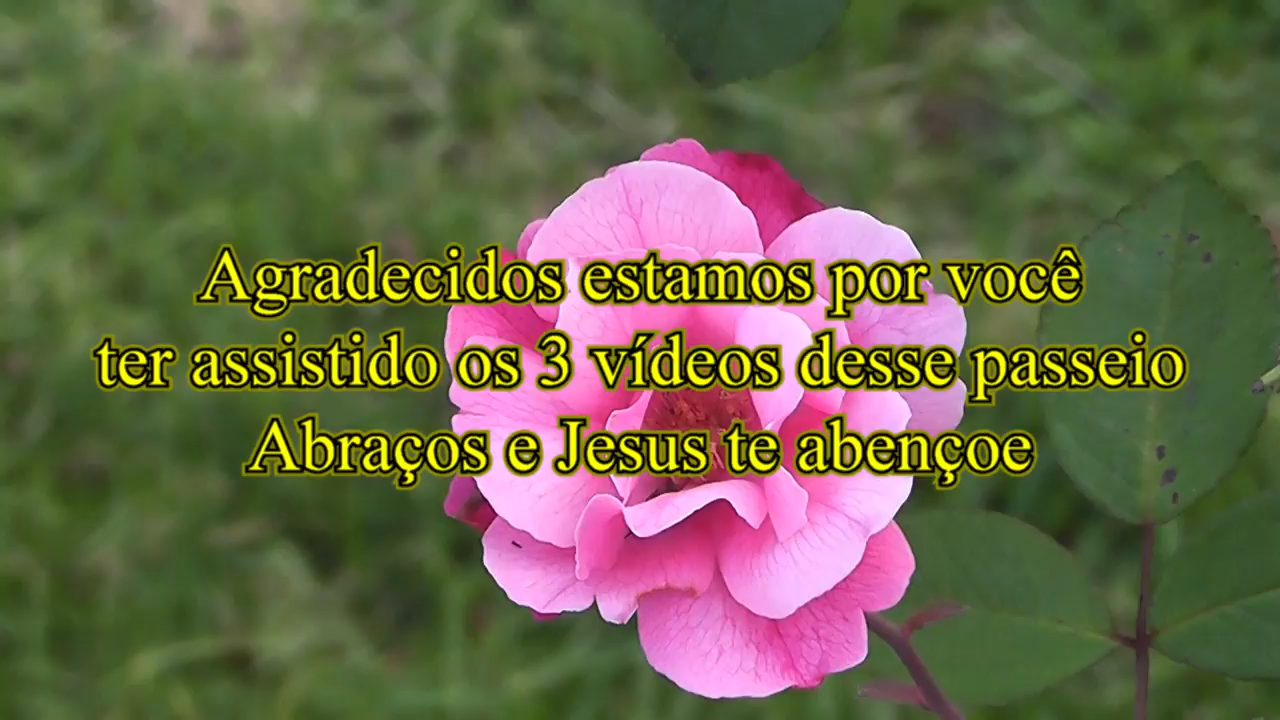 Agradecidos estamos por você
ter assistido os 3 vídeos desse passeio
Abraços e Jesus te abençoe